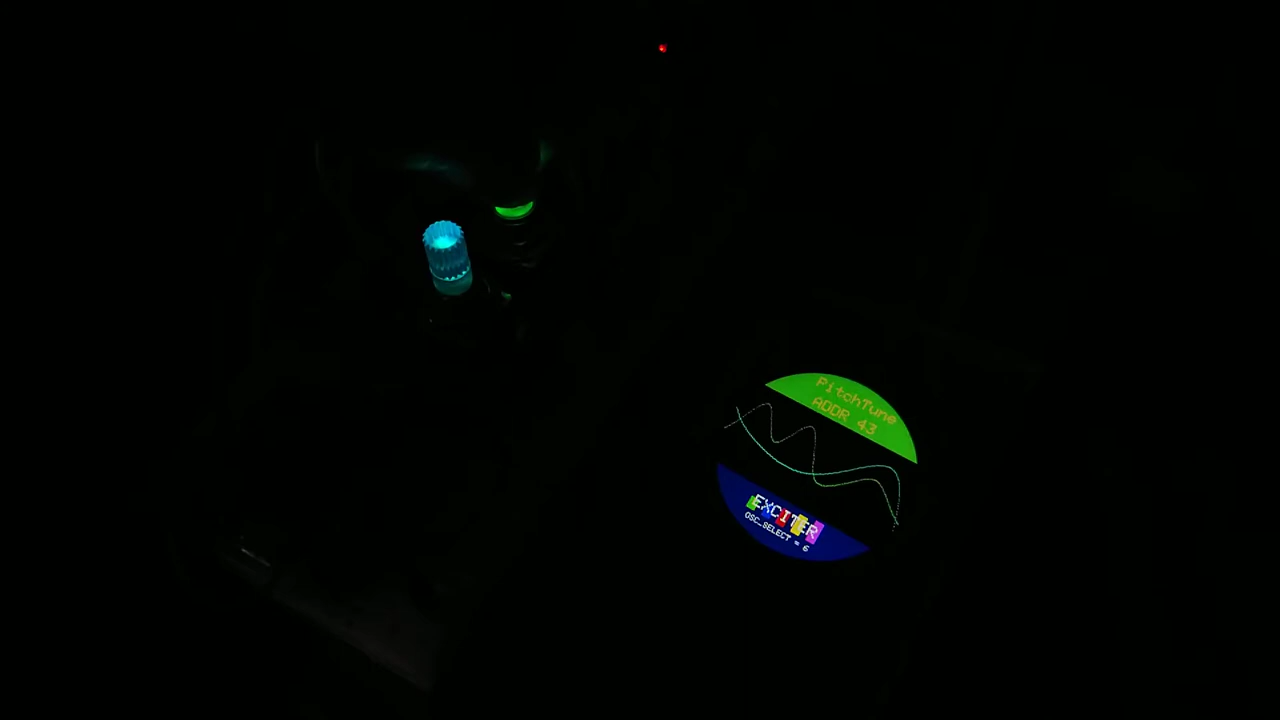 PitchTune
ADDR 43
EXCITER
OSC_SELECT = 6